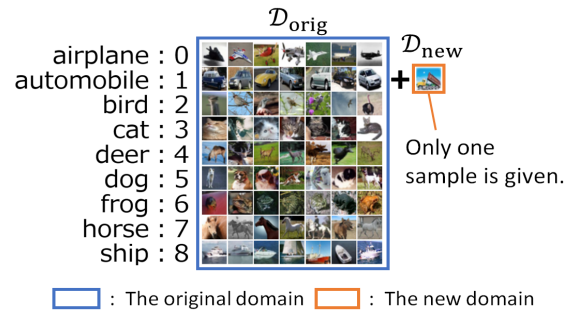 𝒟orig
𝒟new
airplane : 0
automobile : 1
+
bird : 2
cat : 3
deer : 4
dog : 5
frog : 6
horse : 7
ship : 8
Only one
sample is given.
: The original domain
: The new domain